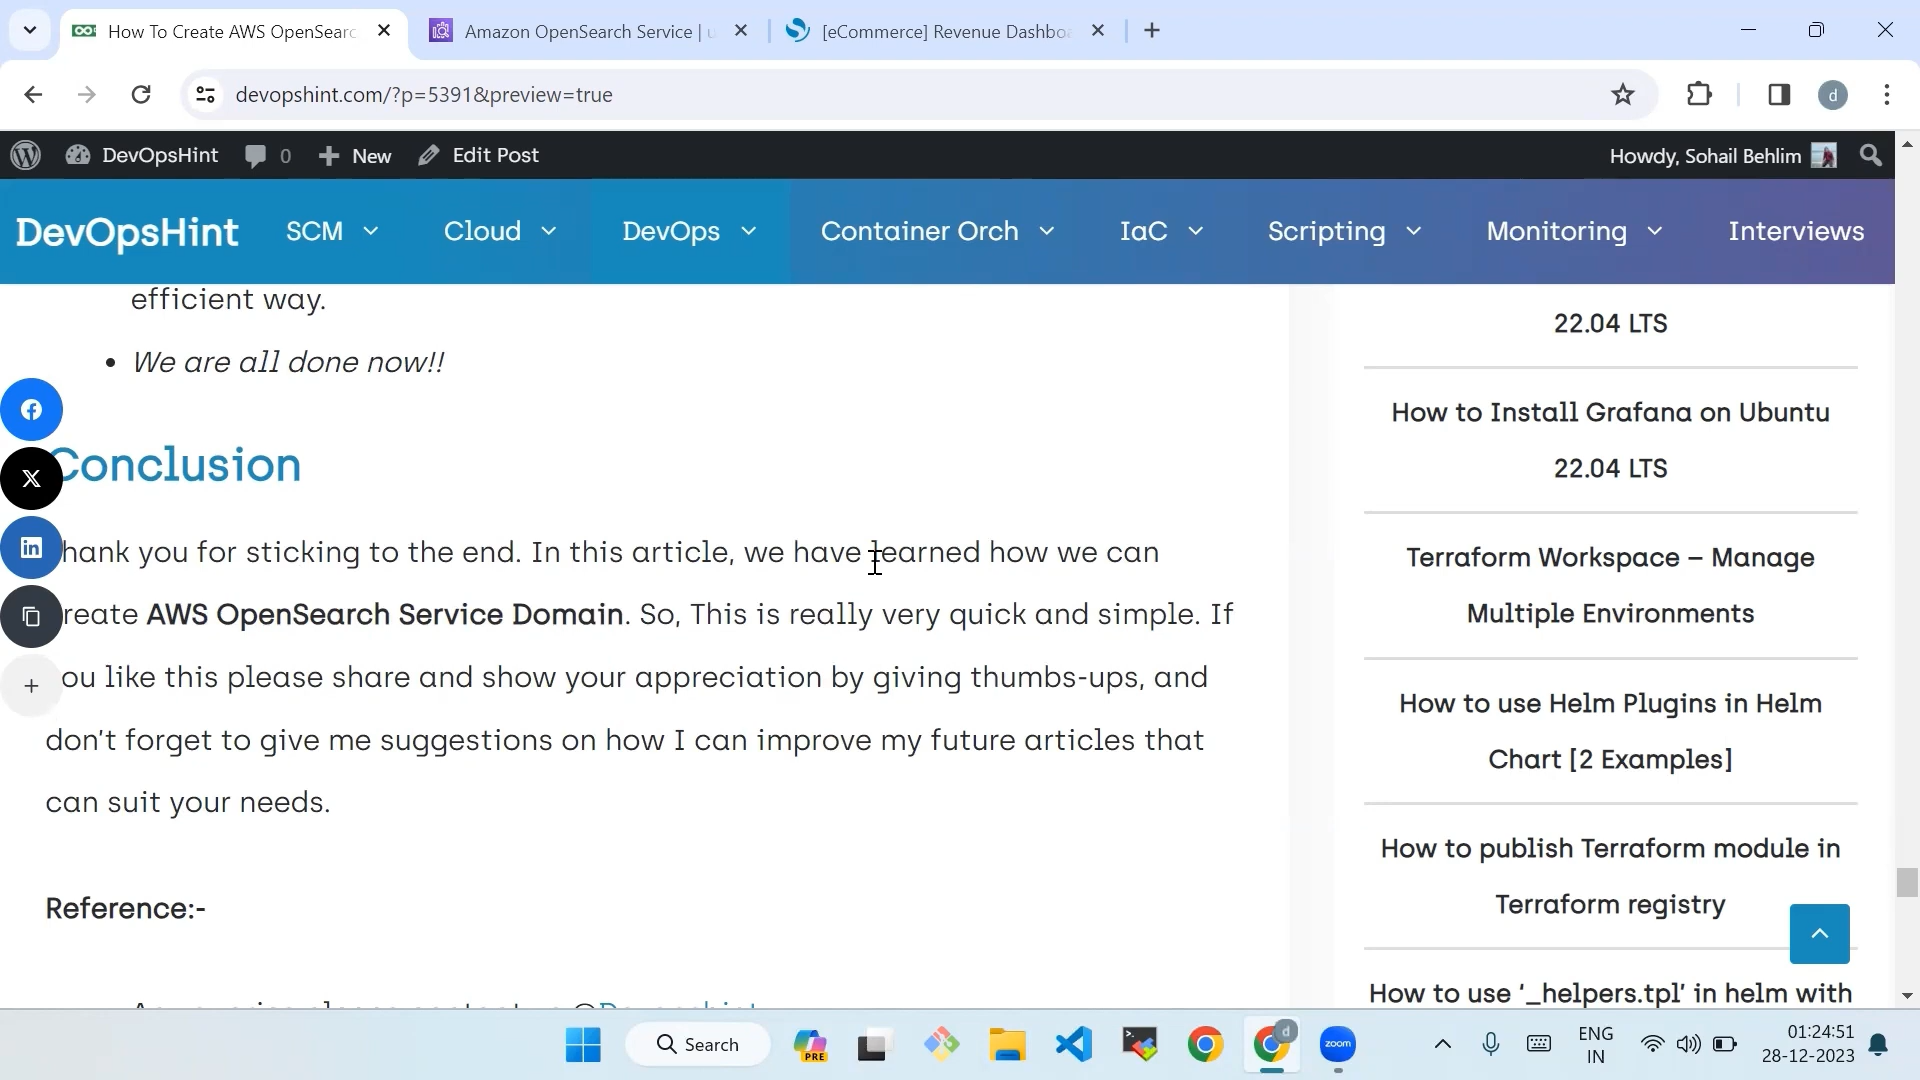 How To Create AWS OpenSearc
Amazon OpenSearch Service | u
[eCommerce] Revenue Dashbo
devopshint.com/?p=5391&preview=true
d
DevOpsHint
0
New
Edit Post
Howdy, Sohail Behlim
DevOpsHint
SCM
Cloud
DevOps
Container Orch
IaC
Scripting
Monitoring
Interviews
efficient way.
• We are all done now!!
Conclusion
hank you for sticking to the end. In this article, we have learned how we can
reate AWS OpenSearch Service Domain. So, This is really very quick and simple. If
ou like this please share and show your appreciation by giving thumbs-ups, and
don't forget to give me suggestions on how I can improve my future articles that
can suit your needs.
Reference:-
22.04 LTS
How to Install Grafana on Ubuntu
22.04 LTS
Terraform Workspace – Manage
Multiple Environments
How to use Helm Plugins in Helm
Chart [2 Examples]
How to publish Terraform module in
Terraform registry
How to use ‘_helpers.tpl’ in helm with
Search
PRE
d
zoom
ENG
IN
01:24:51
28-12-2023